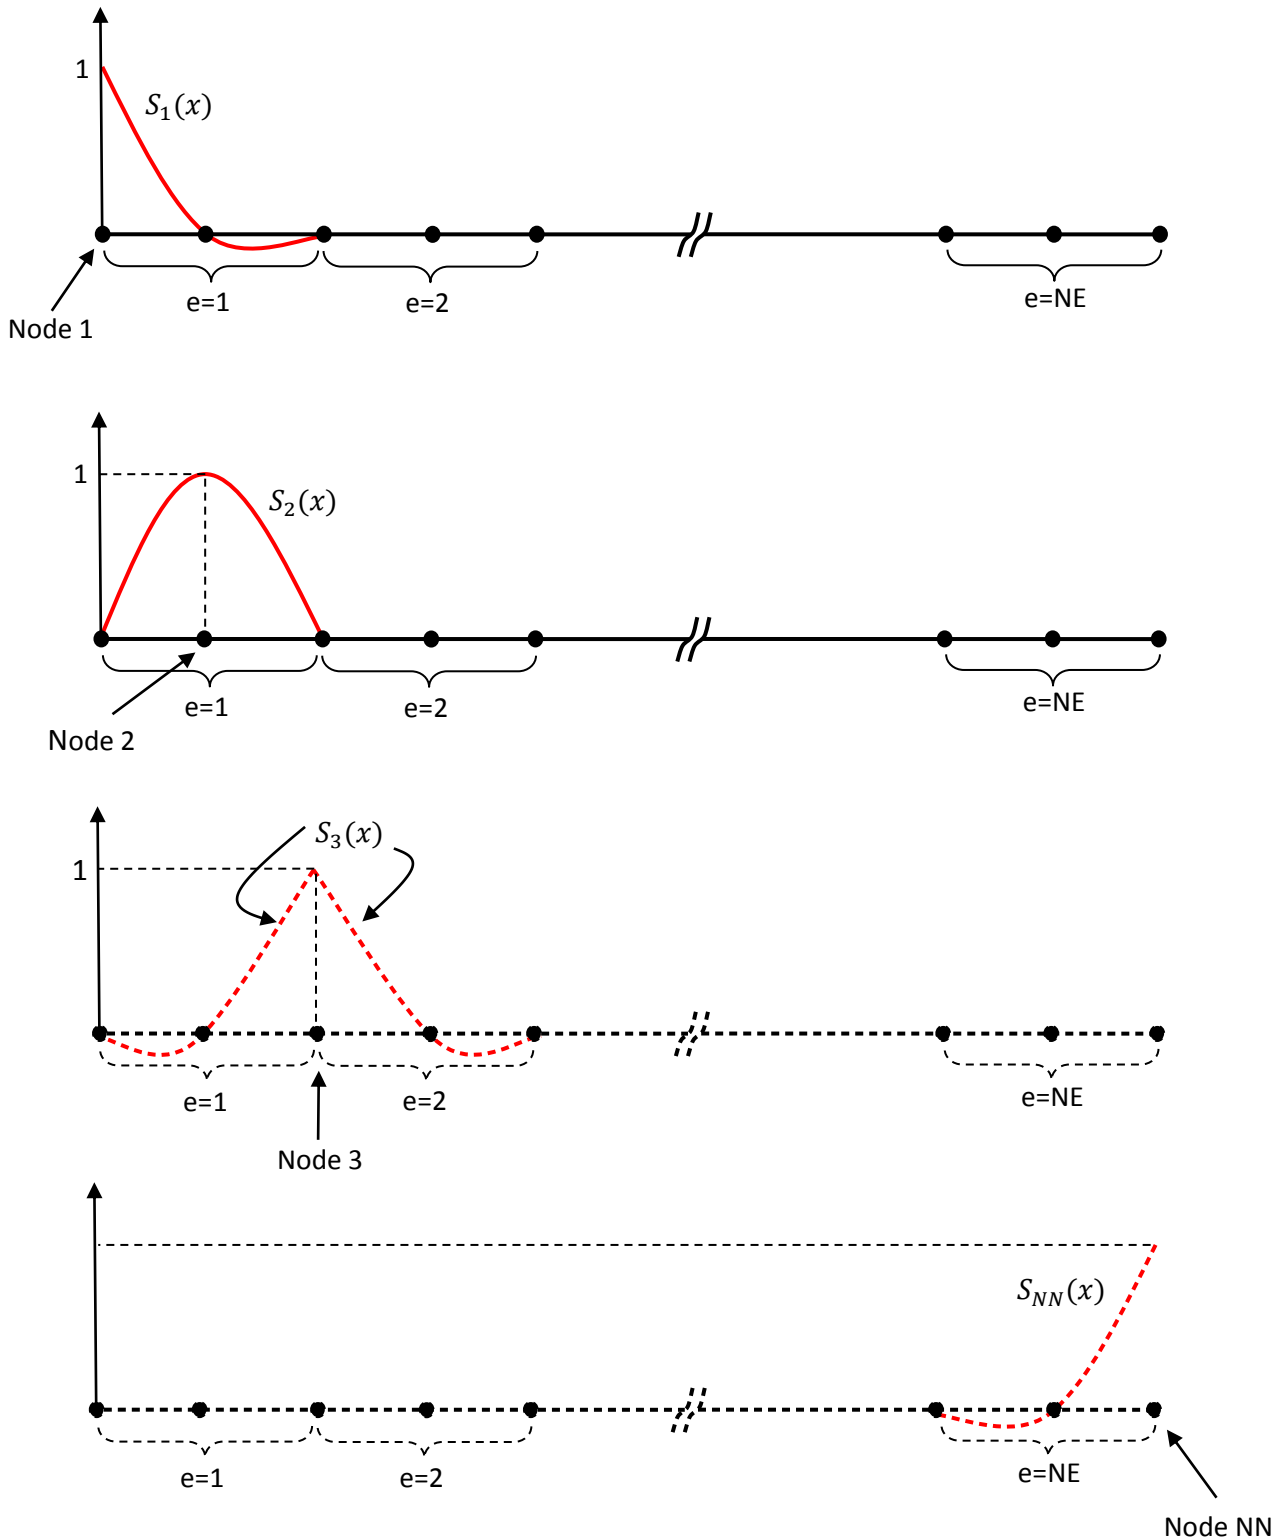 1
S₁(x)
e=1
e=2
e=NE
Node 1
1
S₂(x)
e=1
e=2
e=NE
Node 2
S₃(x)
1
e=1
e=2
e=NE
Node 3
S_NN(x)
e=1
e=2
e=NE
Node NN